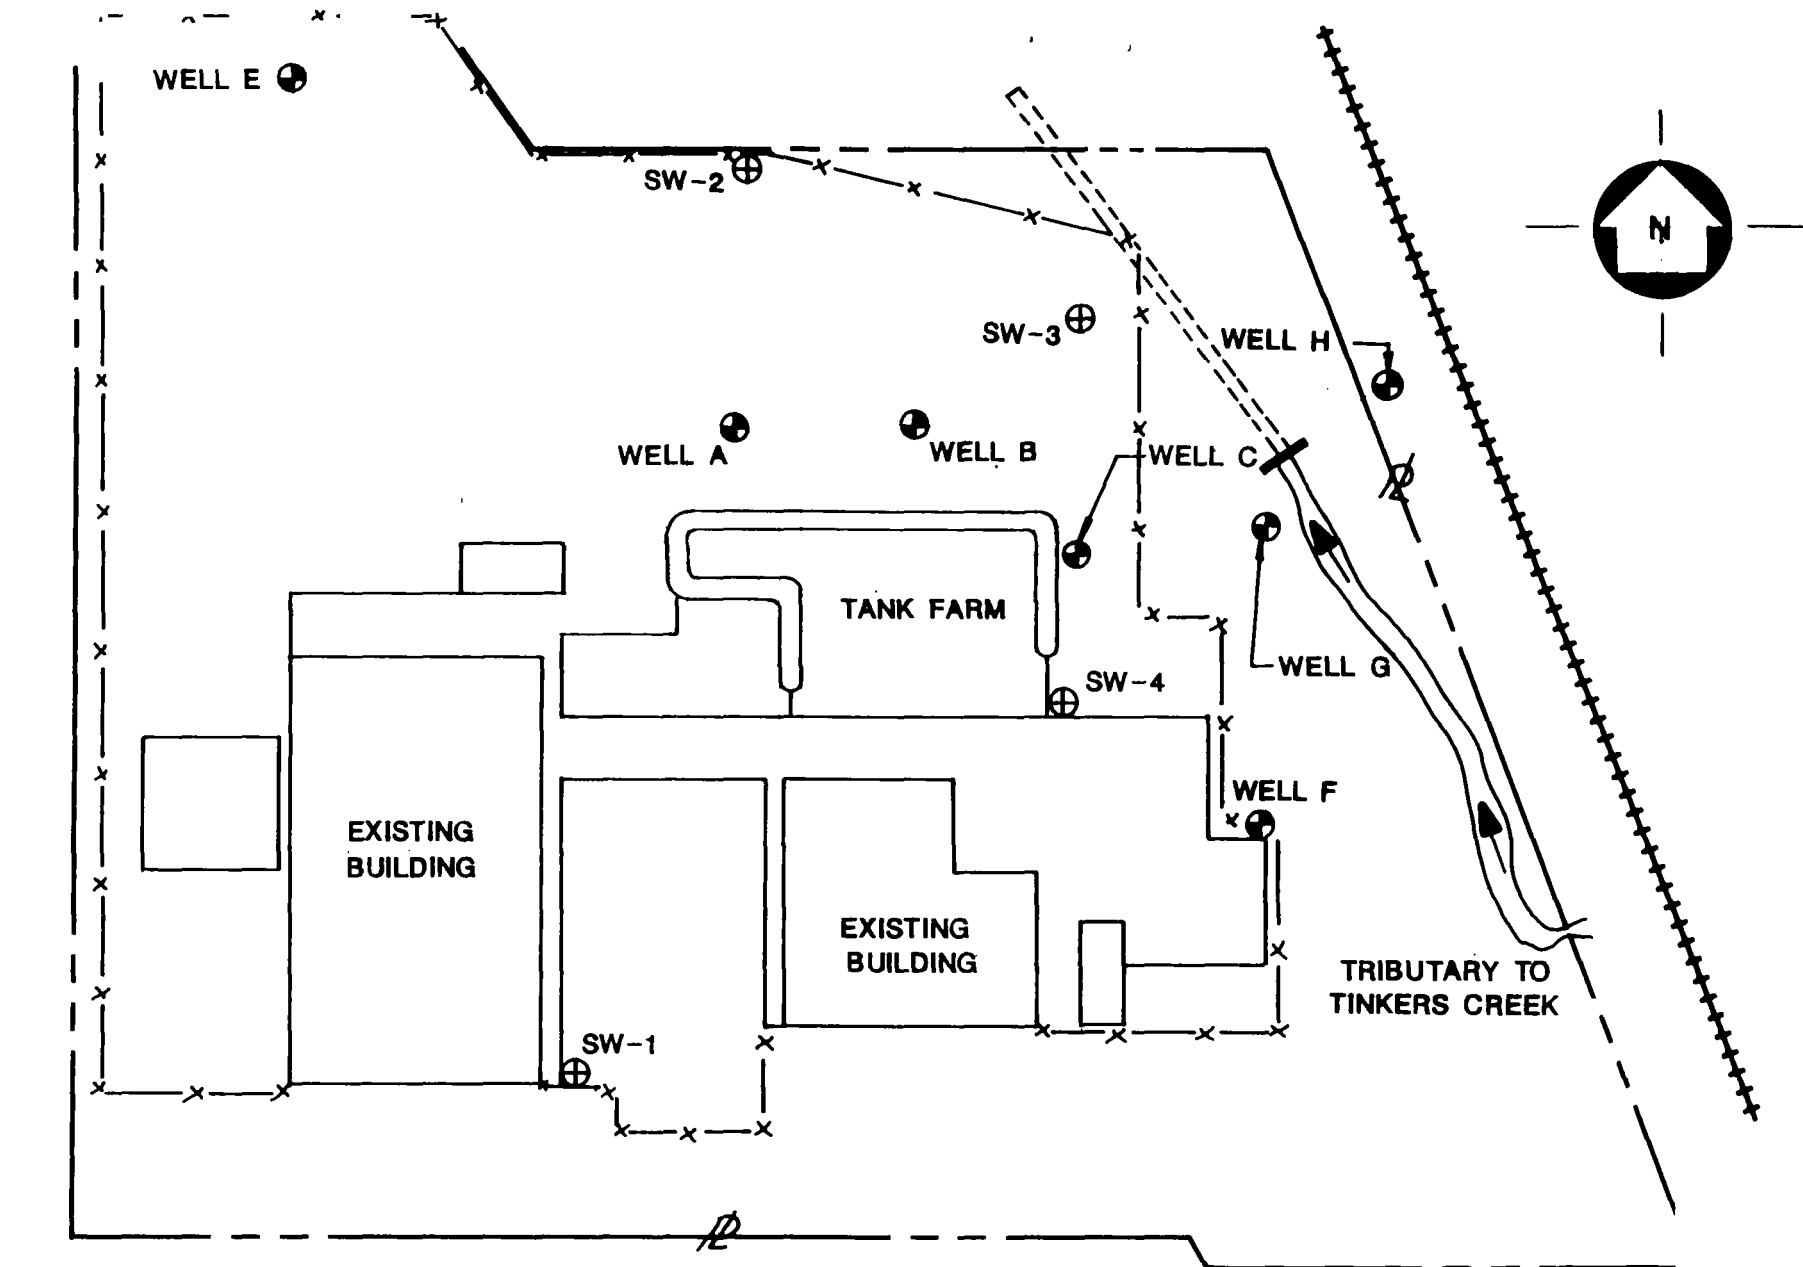 WELL E
SW-2
N
SW-3
WELL H
WELL A
WELL B
WELL C
TANK FARM
WELL G
SW-4
WELL F
EXISTING
BUILDING
EXISTING
BUILDING
TRIBUTARY TO
TINKERS CREEK
SW-1